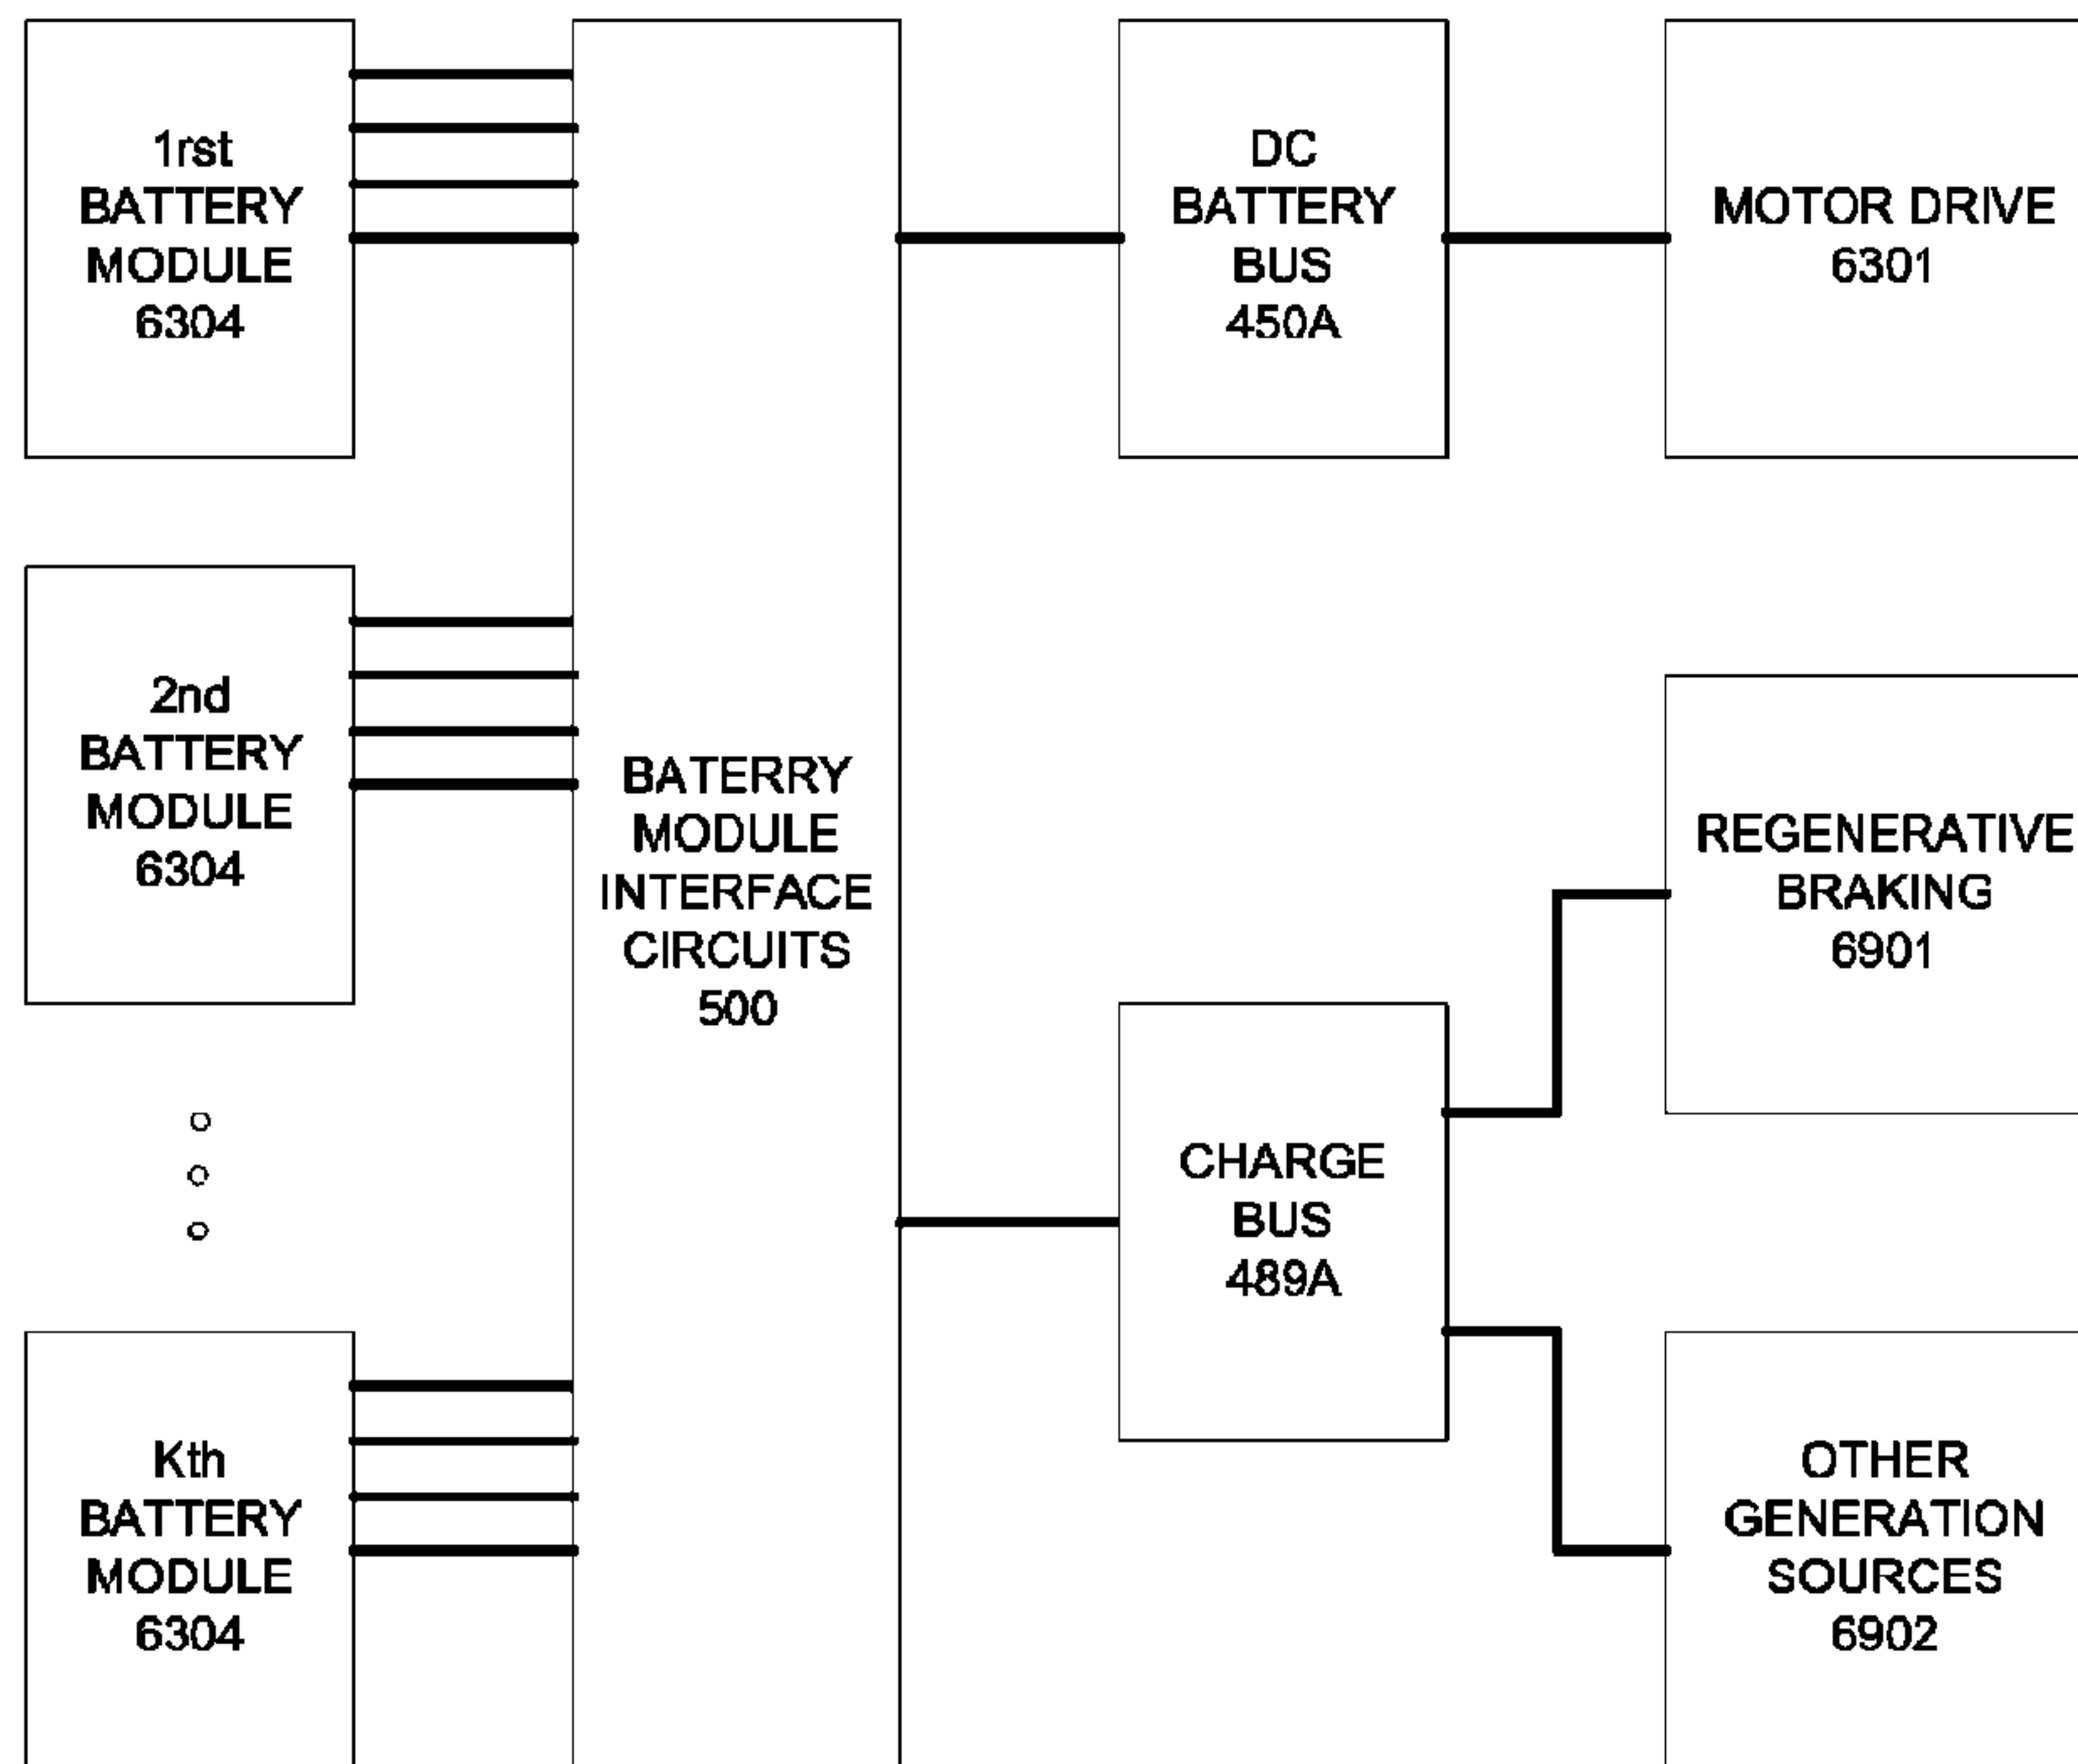 1rst
BATTERY
MODULE
6304
2nd
BATTERY
MODULE
6304
Kth
BATTERY
MODULE
6304
BATERRY
MODULE
INTERFACE
CIRCUITS
500
DC
BATTERY
BUS
450A
CHARGE
BUS
489A
MOTOR DRIVE
6301
REGENERATIVE
BRAKING
6901
OTHER
GENERATION
SOURCES
6902